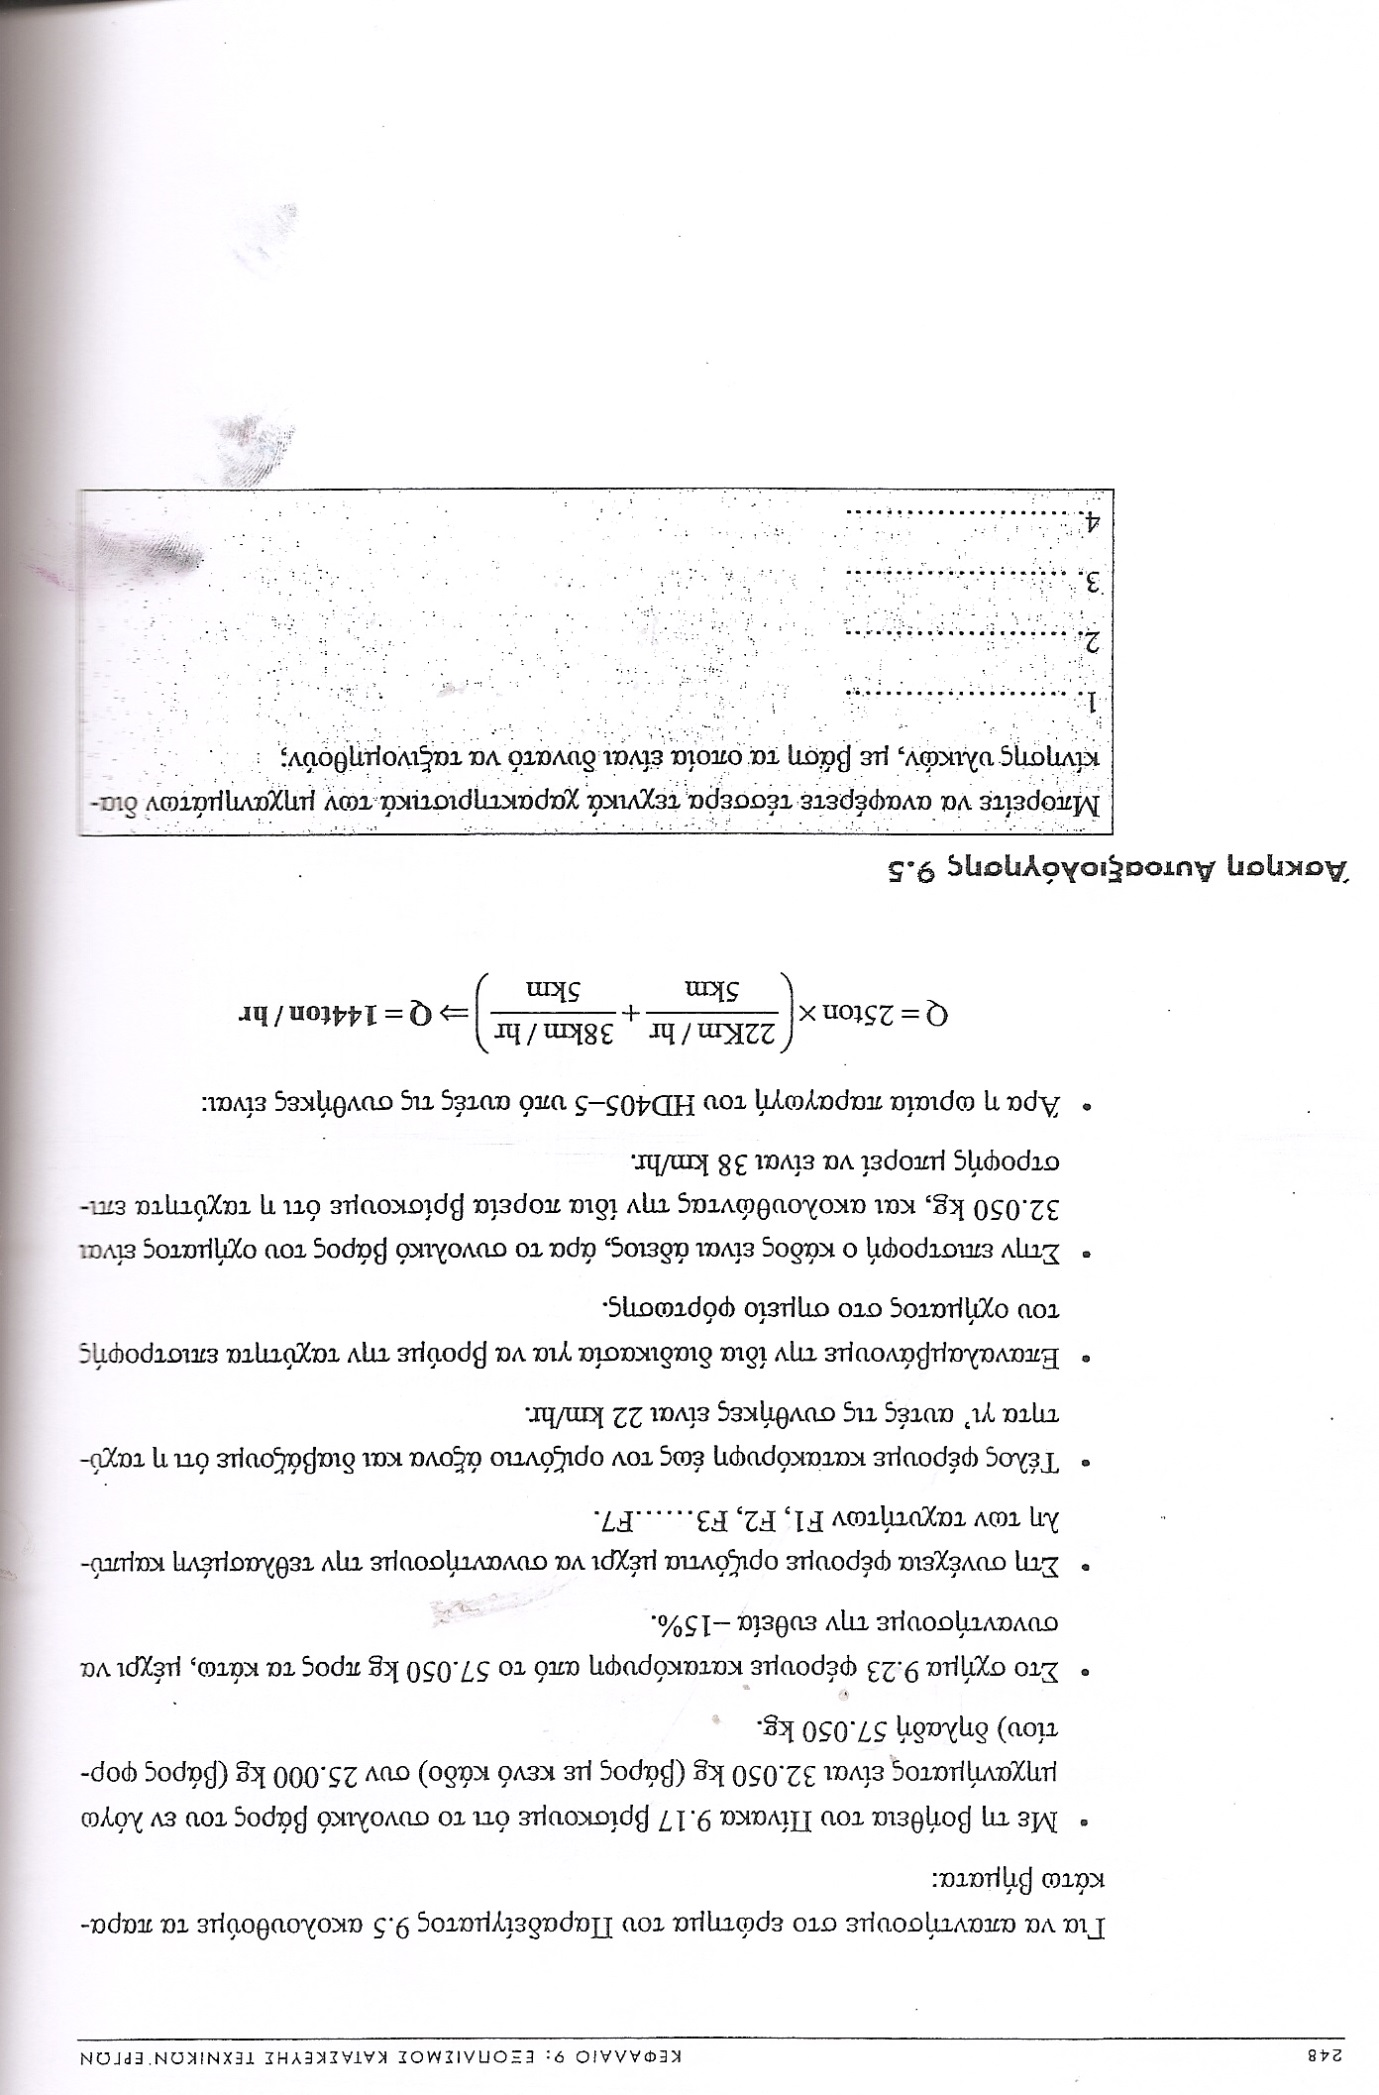 248 ΚΕΦΑΛΑΙΟ 9: ΕΞΟΠΛΙΣΜΟΣ ΚΑΤΑΣΚΕΥΗΣ ΤΕΧΝΙΚΩΝ ΕΡΓΩΝ
Για να απαντήσουμε στο ερώτημα του Παραδείγματος 9.5 ακολουθούμε τα παρα-
κάτω βήματα:
• Με τη βοήθεια του Πίνακα 9.17 βρίσκουμε ότι το συνολικό βάρος του εν λόγω
μηχανήματος είναι 32.050 kg (βάρος με κενό κάδο) συν 25.000 kg (βάρος φορ-
τίου) δηλαδή 57.050 kg.
• Στο σχήμα 9.23 φέρουμε κατακόρυφη από το 57.050 kg προς τα κάτω, μέχρι να
συναντήσουμε την ευθεία –15%.
• Στη συνέχεια φέρουμε οριζόντια μέχρι να συναντήσουμε την τεθλασμένη καμπύ-
λη των ταχυτήτων F1, F2, F3.......F7.
• Τέλος φέρουμε κατακόρυφη έως τον οριζόντιο άξονα και διαβάζουμε ότι η ταχύ-
τητα γι' αυτές τις συνθήκες είναι 22 km/hr.
• Επαναλαμβάνουμε την ίδια διαδικασία για να βρούμε την ταχύτητα επιστροφής
του οχήματος στο σημείο φόρτωσης.
• Στην επιστροφή ο κάδος είναι άδειος, άρα το συνολικό βάρος του οχήματος είναι
32.050 kg, και ακολουθώντας την ίδια πορεία βρίσκουμε ότι η ταχύτητα επι-
στροφής μπορεί να είναι 38 km/hr.
• Άρα η ωριαία παραγωγή του HD405–5 υπό αυτές τις συνθήκες είναι:
Q = 25ton × (22Km / hr / 5km + 38km / hr / 5km) ⇒ Q = 144ton / hr
Άσκηση Αυτοαξιολόγησης 9.5
Μπορείτε να αναφέρετε τέσσερα τεχνικά χαρακτηριστικά των μηχανημάτων δια-
κίνησης υλικών, με βάση τα οποία είναι δυνατό να ταξινομηθούν;
1. ........................
2. ........................
3. ........................
4. ........................